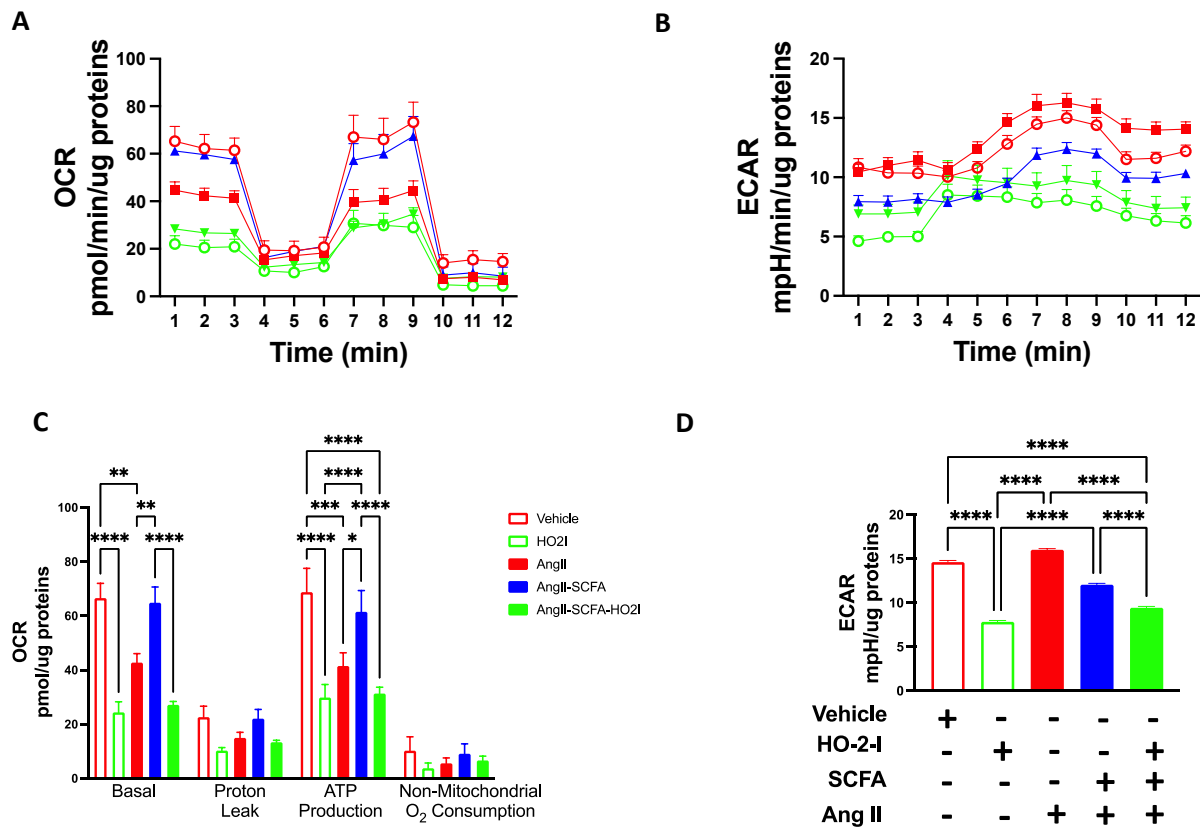 A
100
80
60
40
20
0
OCR
pmol/min/ug proteins
1 2 3 4 5 6 7 8 9 10 11 12
Time (min)
B
20
15
10
5
0
ECAR
mpH/min/ug proteins
1 2 3 4 5 6 7 8 9 10 11 12
Time (min)
C
100
80
60
40
20
0
OCR
pmol/ug proteins
****
** ****
** *** ****
**** **** **** *
Vehicle
HO2I
AngII
AngII-SCFA
AngII-SCFA-HO2I
Basal
Proton
Leak
ATP
Production
Non-Mitochondrial
O2 Consumption
D
****
**** ****
**** **** ****
20
15
10
5
0
ECAR
mpH/ug proteins
Vehicle + - - - -
HO-2-I - + - - +
SCFA - - - + +
Ang II - - + + +